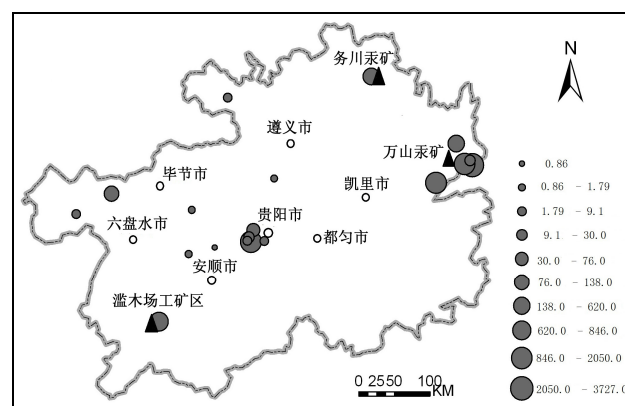 务川汞矿
N
遵义市
万山汞矿
毕节市
凯里市
六盘水市
贵阳市
都匀市
安顺市
滥木场工矿区
0.86
0.86 - 1.79
1.79 - 9.1
9.1 - 30.0
30.0 - 76.0
76.0 - 138.0
138.0 - 620.0
620.0 - 846.0
846.0 - 2050.0
2050.0 - 3727.0
0 25 50 100
KM